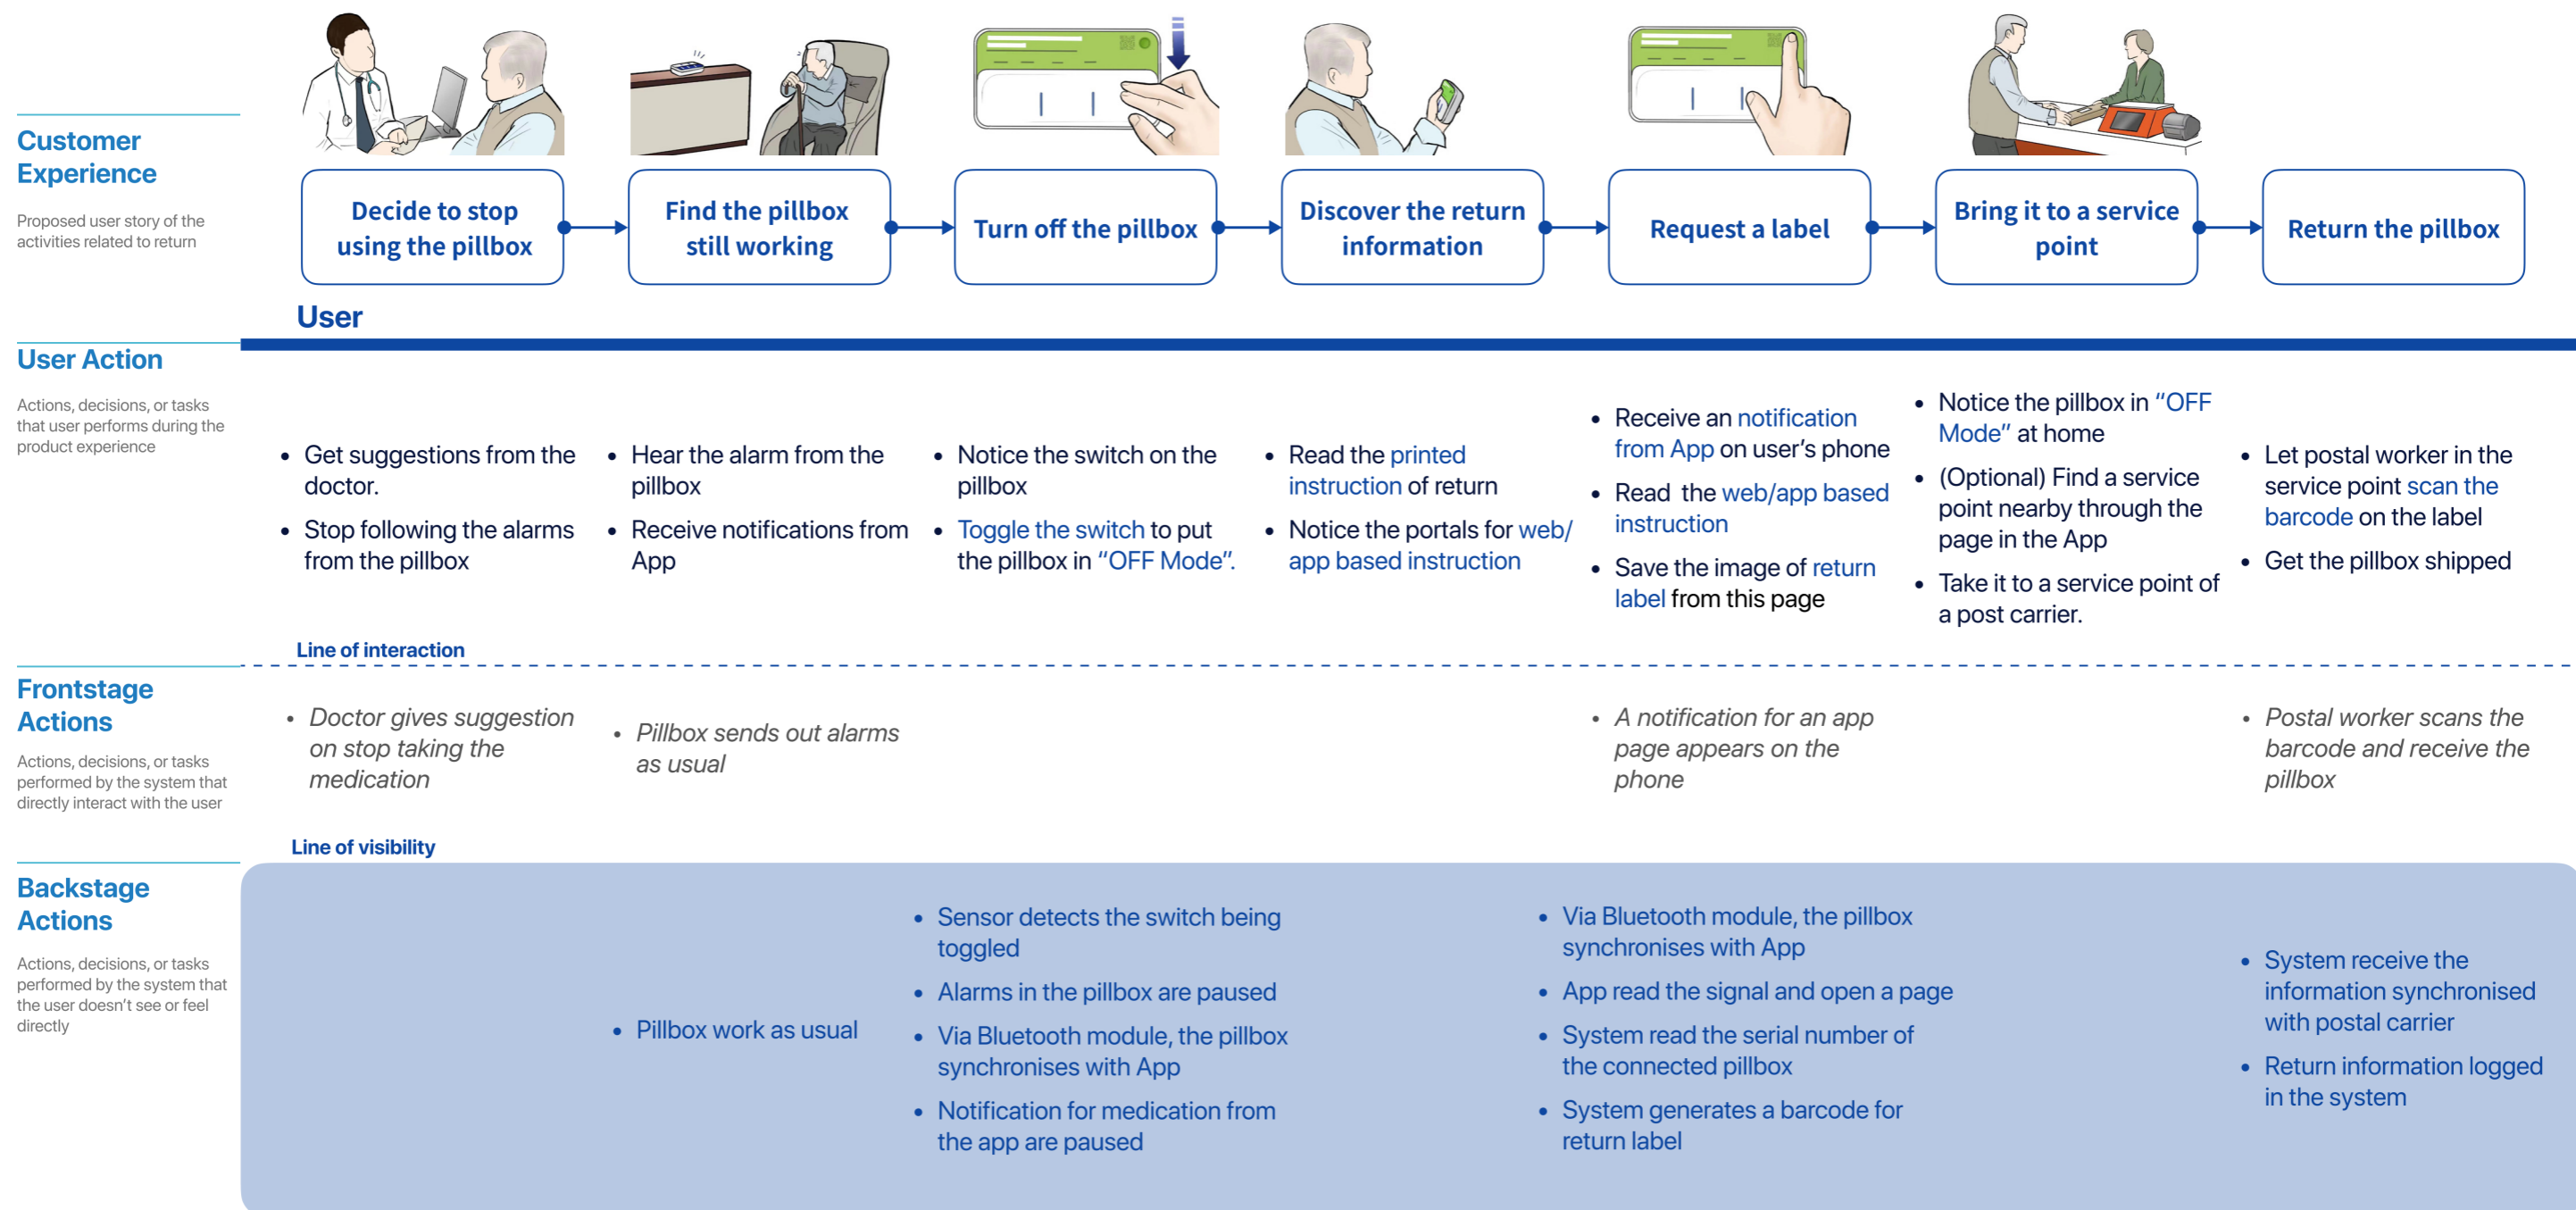 Customer
Experience
Proposed user story of the
activities related to return
Decide to stop
using the pillbox
Find the pillbox
still working
Turn off the pillbox
Discover the return
information
Request a label
Bring it to a service
point
Return the pillbox
User
User Action
Actions, decisions, or tasks
that user performs during the
product experience
• Get suggestions from the
doctor.
• Stop following the alarms
from the pillbox
• Hear the alarm from the
pillbox
• Receive notifications from
App
• Notice the switch on the
pillbox
• Toggle the switch to put
the pillbox in “OFF Mode”.
• Read the printed
instruction of return
• Notice the portals for web/
app based instruction
• Receive an notification
from App on user’s phone
• Read the web/app based
instruction
• Save the image of return
label from this page
• Notice the pillbox in “OFF
Mode” at home
• (Optional) Find a service
point nearby through the
page in the App
• Take it to a service point of
a post carrier.
• Let postal worker in the
service point scan the
barcode on the label
• Get the pillbox shipped
Line of interaction
Frontstage
Actions
Actions, decisions, or tasks
performed by the system that
directly interact with the user
• Doctor gives suggestion
on stop taking the
medication
• Pillbox sends out alarms
as usual
• A notification for an app
page appears on the
phone
• Postal worker scans the
barcode and receive the
pillbox
Line of visibility
Backstage
Actions
Actions, decisions, or tasks
performed by the system that
the user doesn’t see or feel
directly
• Pillbox work as usual
• Sensor detects the switch being
toggled
• Alarms in the pillbox are paused
• Via Bluetooth module, the pillbox
synchronises with App
• Notification for medication from
the app are paused
• Via Bluetooth module, the pillbox
synchronises with App
• App read the signal and open a page
• System read the serial number of
the connected pillbox
• System generates a barcode for
return label
• System receive the
information synchronised
with postal carrier
• Return information logged
in the system